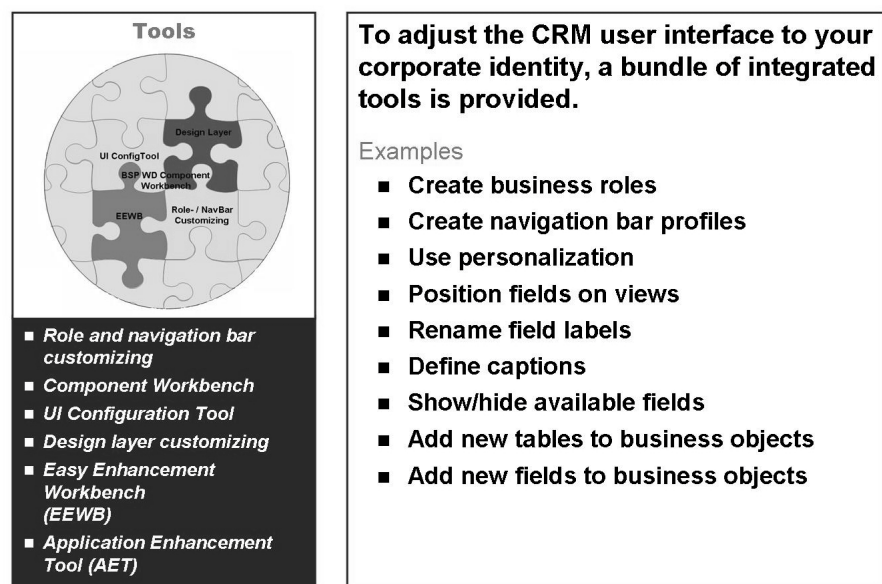 Tools
Design Layer
UI ConfigTool
BSP WD Component
Workbench
EEWB
Role- / NavBar
Customizing
■ Role and navigation bar
customizing
■ Component Workbench
■ UI Configuration Tool
■ Design layer customizing
■ Easy Enhancement
Workbench
(EEWB)
■ Application Enhancement
Tool (AET)
To adjust the CRM user interface to your
corporate identity, a bundle of integrated
tools is provided.
Examples
■ Create business roles
■ Create navigation bar profiles
■ Use personalization
■ Position fields on views
■ Rename field labels
■ Define captions
■ Show/hide available fields
■ Add new tables to business objects
■ Add new fields to business objects